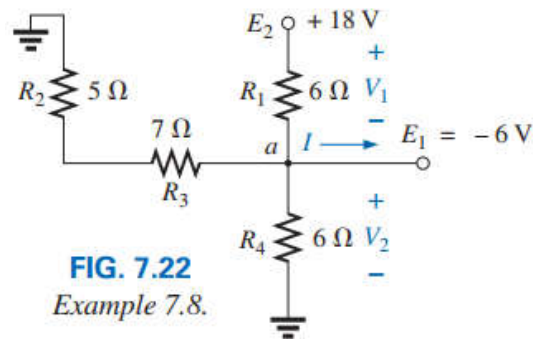 E₂ + 18 V
+
R₂ 5 Ω R₁ 6 Ω V₁
−
7 Ω a I E₁ = − 6 V
R₃
+
R₄ 6 Ω V₂
−
FIG. 7.22
Example 7.8.